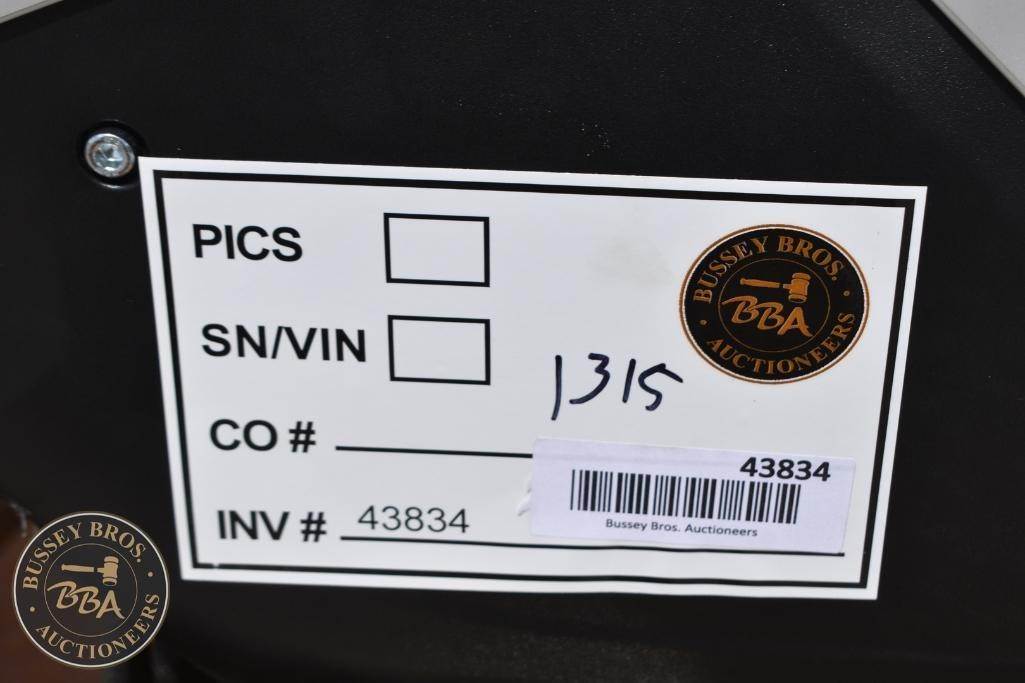 PICS
SN/VIN
CO #
INV # 43834
1315
BUSSEY BROS.
BBA
AUCTIONEERS
43834
Bussey Bros. Auctioneers
BUSSEY BROS.
BBA
AUCTIONEERS